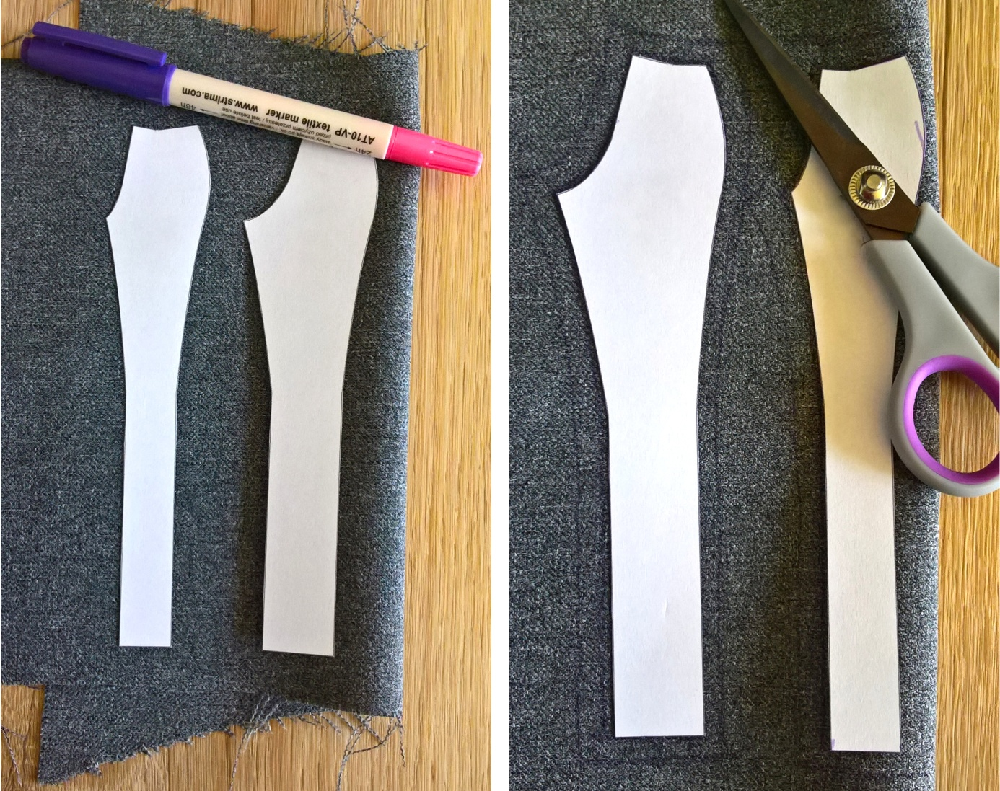 AT10-VP textile marker www.strima.com
24h 48h
przed użyciem przetestuj / test before use